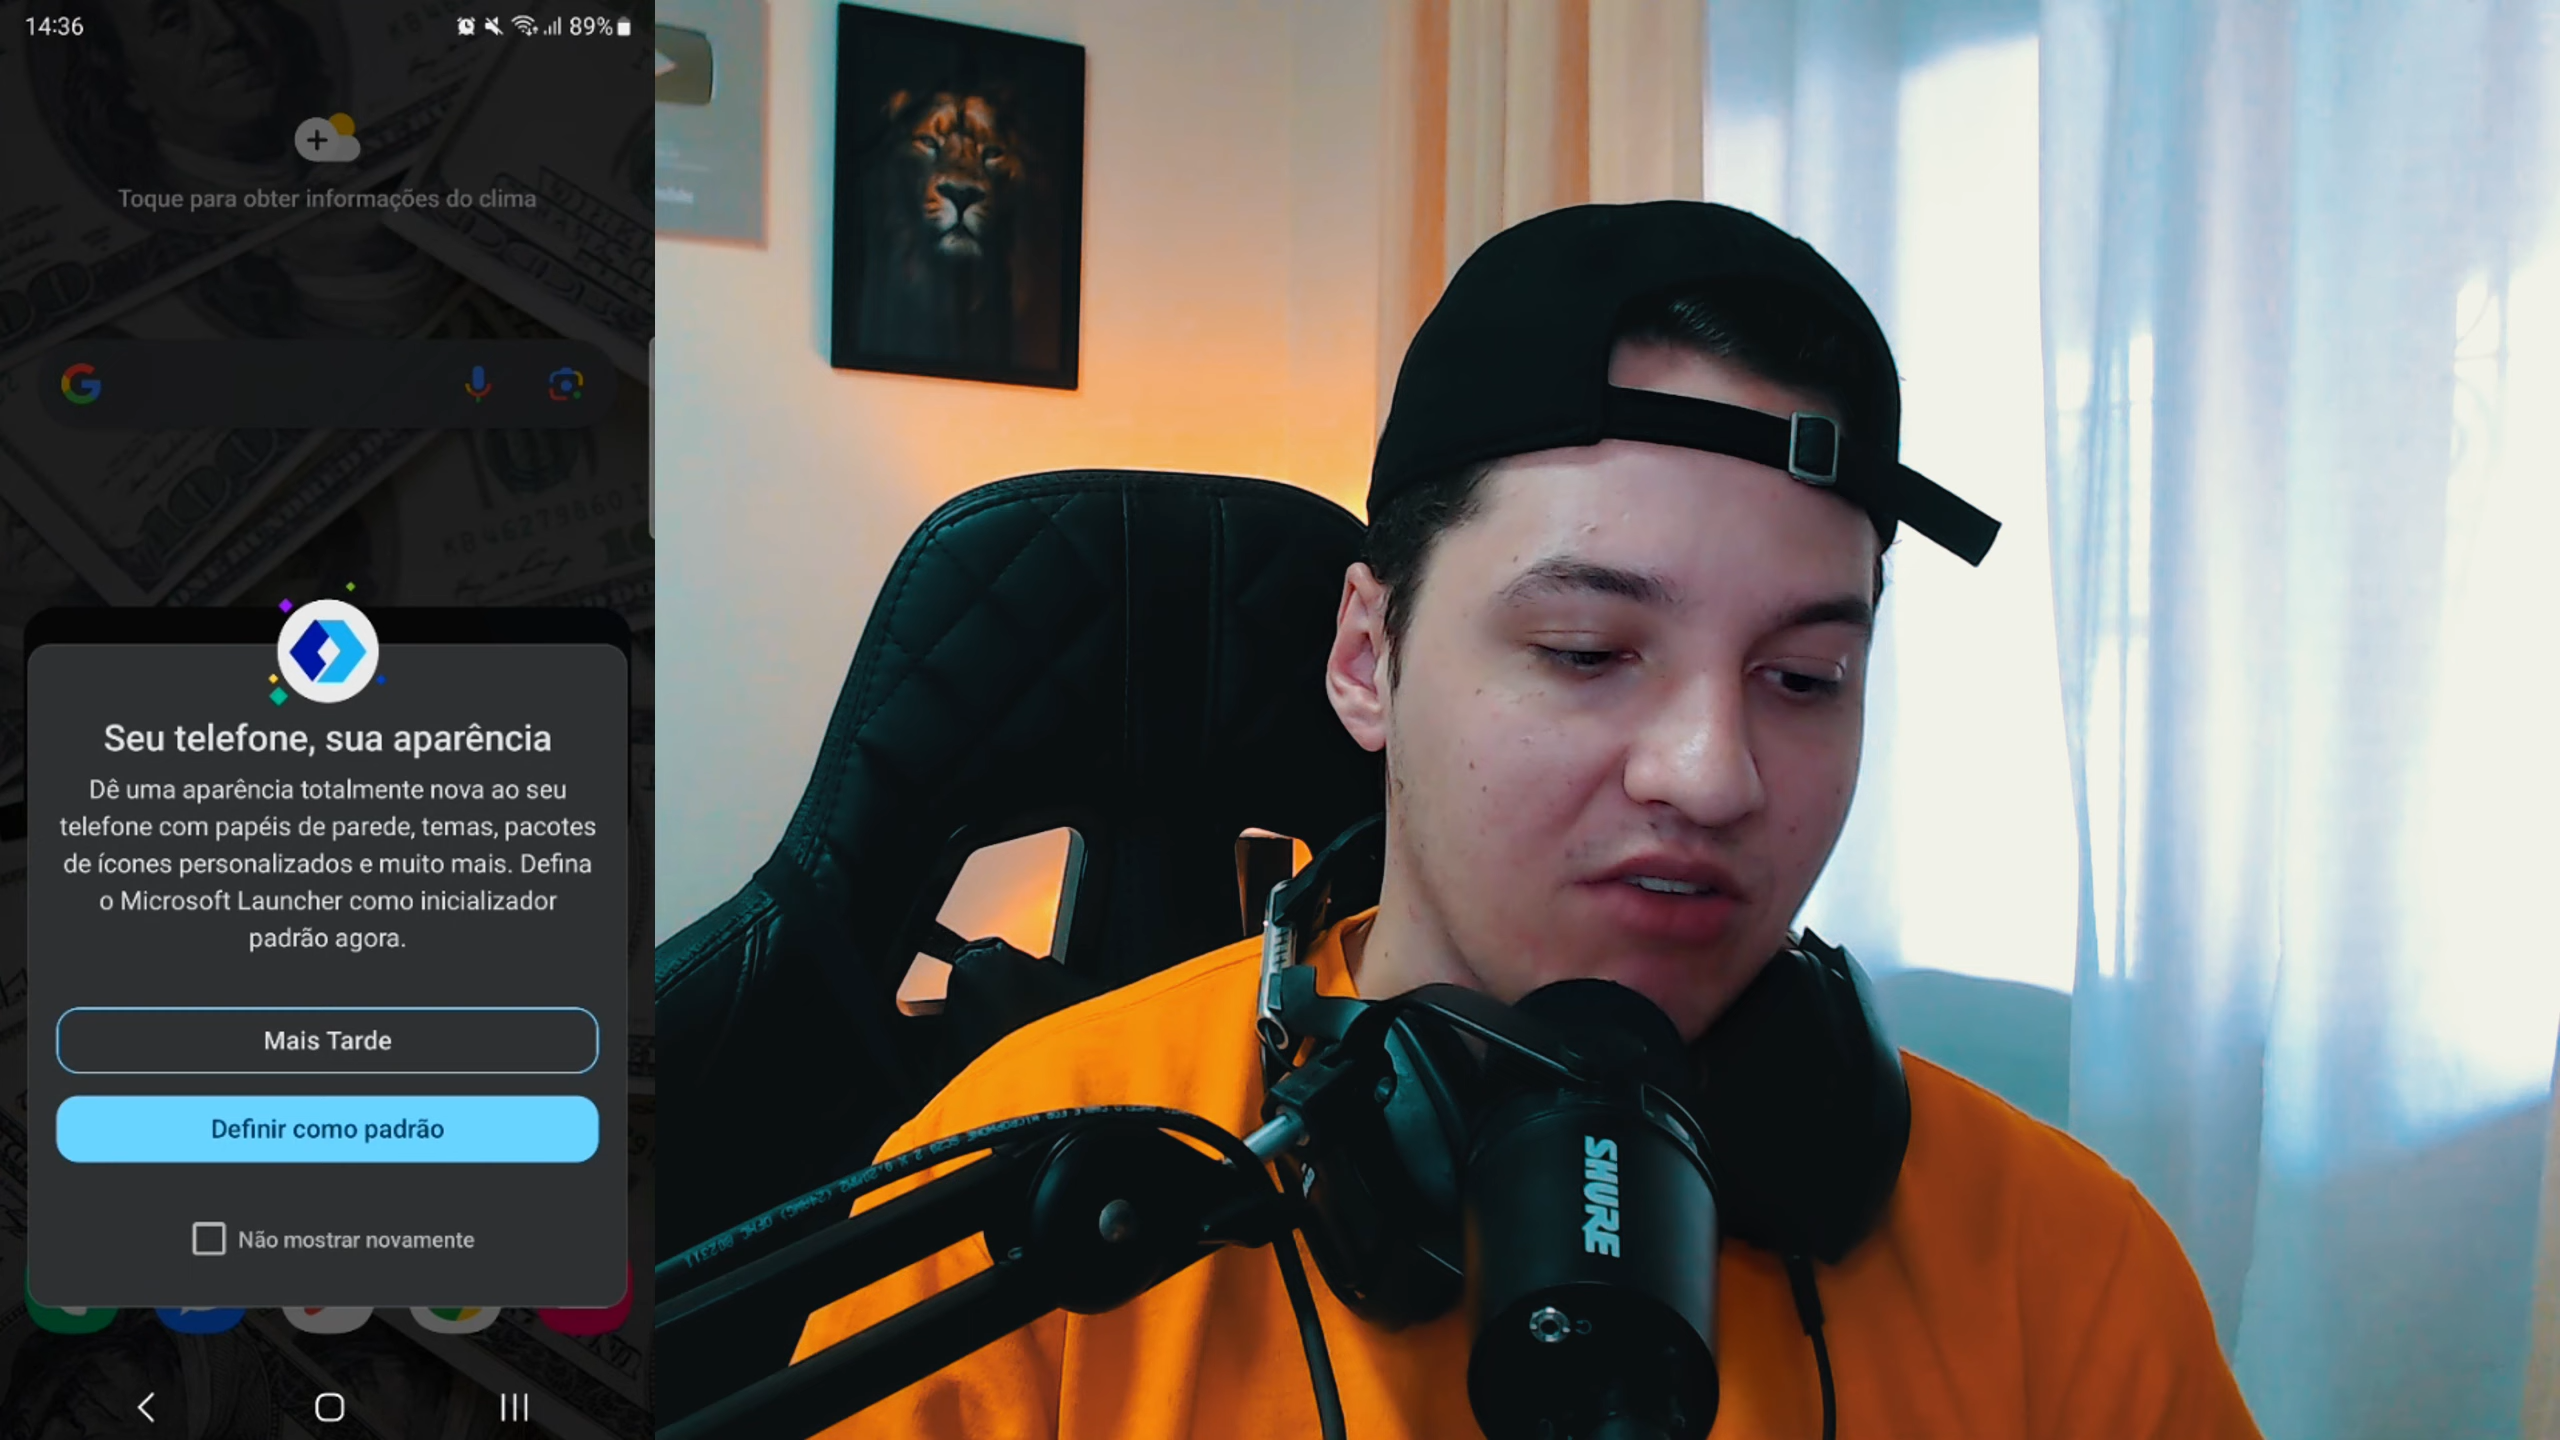 14:36
89%
Toque para obter informações do clima
KB 46279860
Seu telefone, sua aparência
Dê uma aparência totalmente nova ao seu
telefone com papéis de parede, temas, pacotes
de ícones personalizados e muito mais. Defina
o Microsoft Launcher como inicializador
padrão agora.
Mais Tarde
Definir como padrão
Não mostrar novamente
SHURE